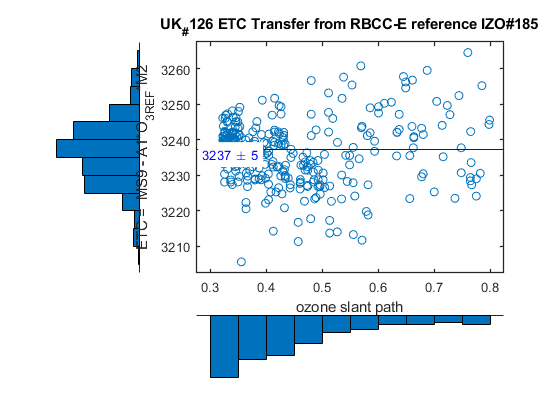 UK#126 ETC Transfer from RBCC-E reference IZO#185
3260
3250
3240
3230
3220
3210
3237 ± 5
0.3 0.4 0.5 0.6 0.7 0.8
ozone slant path
ETC = MS9 - A1 O3REF M2